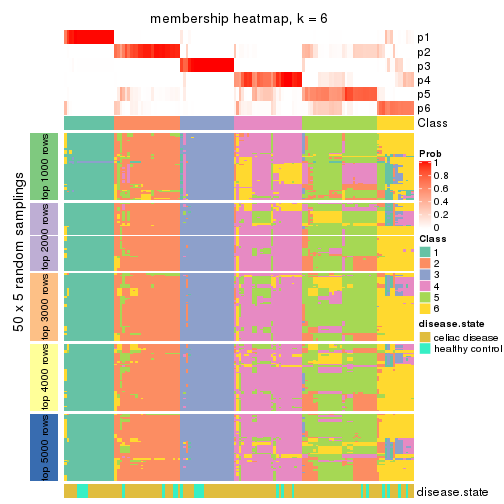 membership heatmap, k = 6
p1
p2
p3
p4
p5
p6
Class
50 x 5 random samplings
top 1000 rows
top 2000 rows
top 3000 rows
top 4000 rows
top 5000 rows
Prob
1
0.8
0.6
0.4
0.2
0
Class
1
2
3
4
5
6
disease.state
celiac disease
healthy control
disease.state